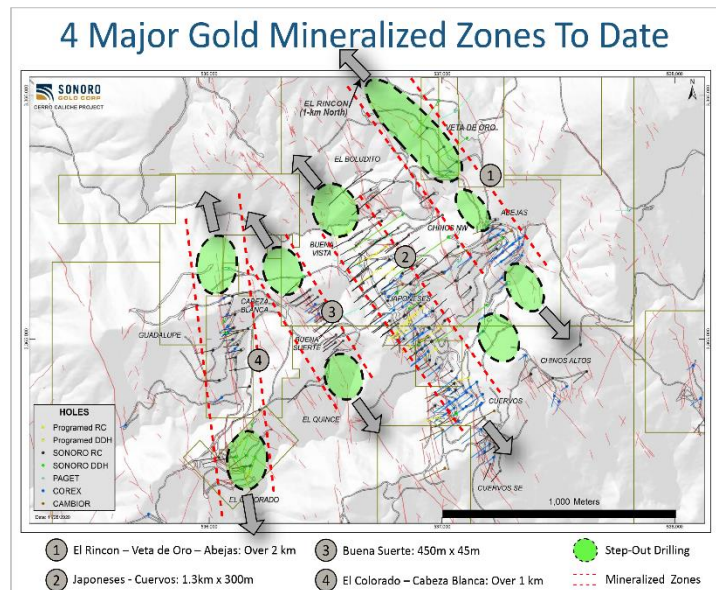 4 Major Gold Mineralized Zones To Date
SONORO
GOLD CORP
CERRO CALICHE PROJECT
N
EL RINCON
(1-km North)
VETA DE ORO
EL BOLUDITO
1
ABEJAS
CHINOS NW
BUENA
VISTA
2
JAPONESES
CABEZA
BLANCA
3
GUADALUPE
BUENA
SUERTE
4
CHINOS ALTOS
CUERVOS
EL QUINCE
CUERVOS SE
EL COLORADO
HOLES
Programed RC
Programed DDH
SONORO RC
SONORO DDH
PAGET
COREX
CAMBIOR
1,000 Meters
1 El Rincon – Veta de Oro – Abejas: Over 2 km
3 Buena Suerte: 450m x 45m
Step-Out Drilling
2 Japoneses - Cuervos: 1.3km x 300m
4 El Colorado – Cabeza Blanca: Over 1 km
Mineralized Zones